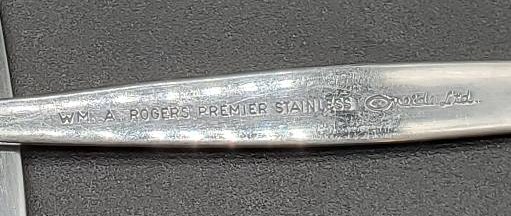 WM. A. ROGERS PREMIER STAINLESS Oneida Ltd.